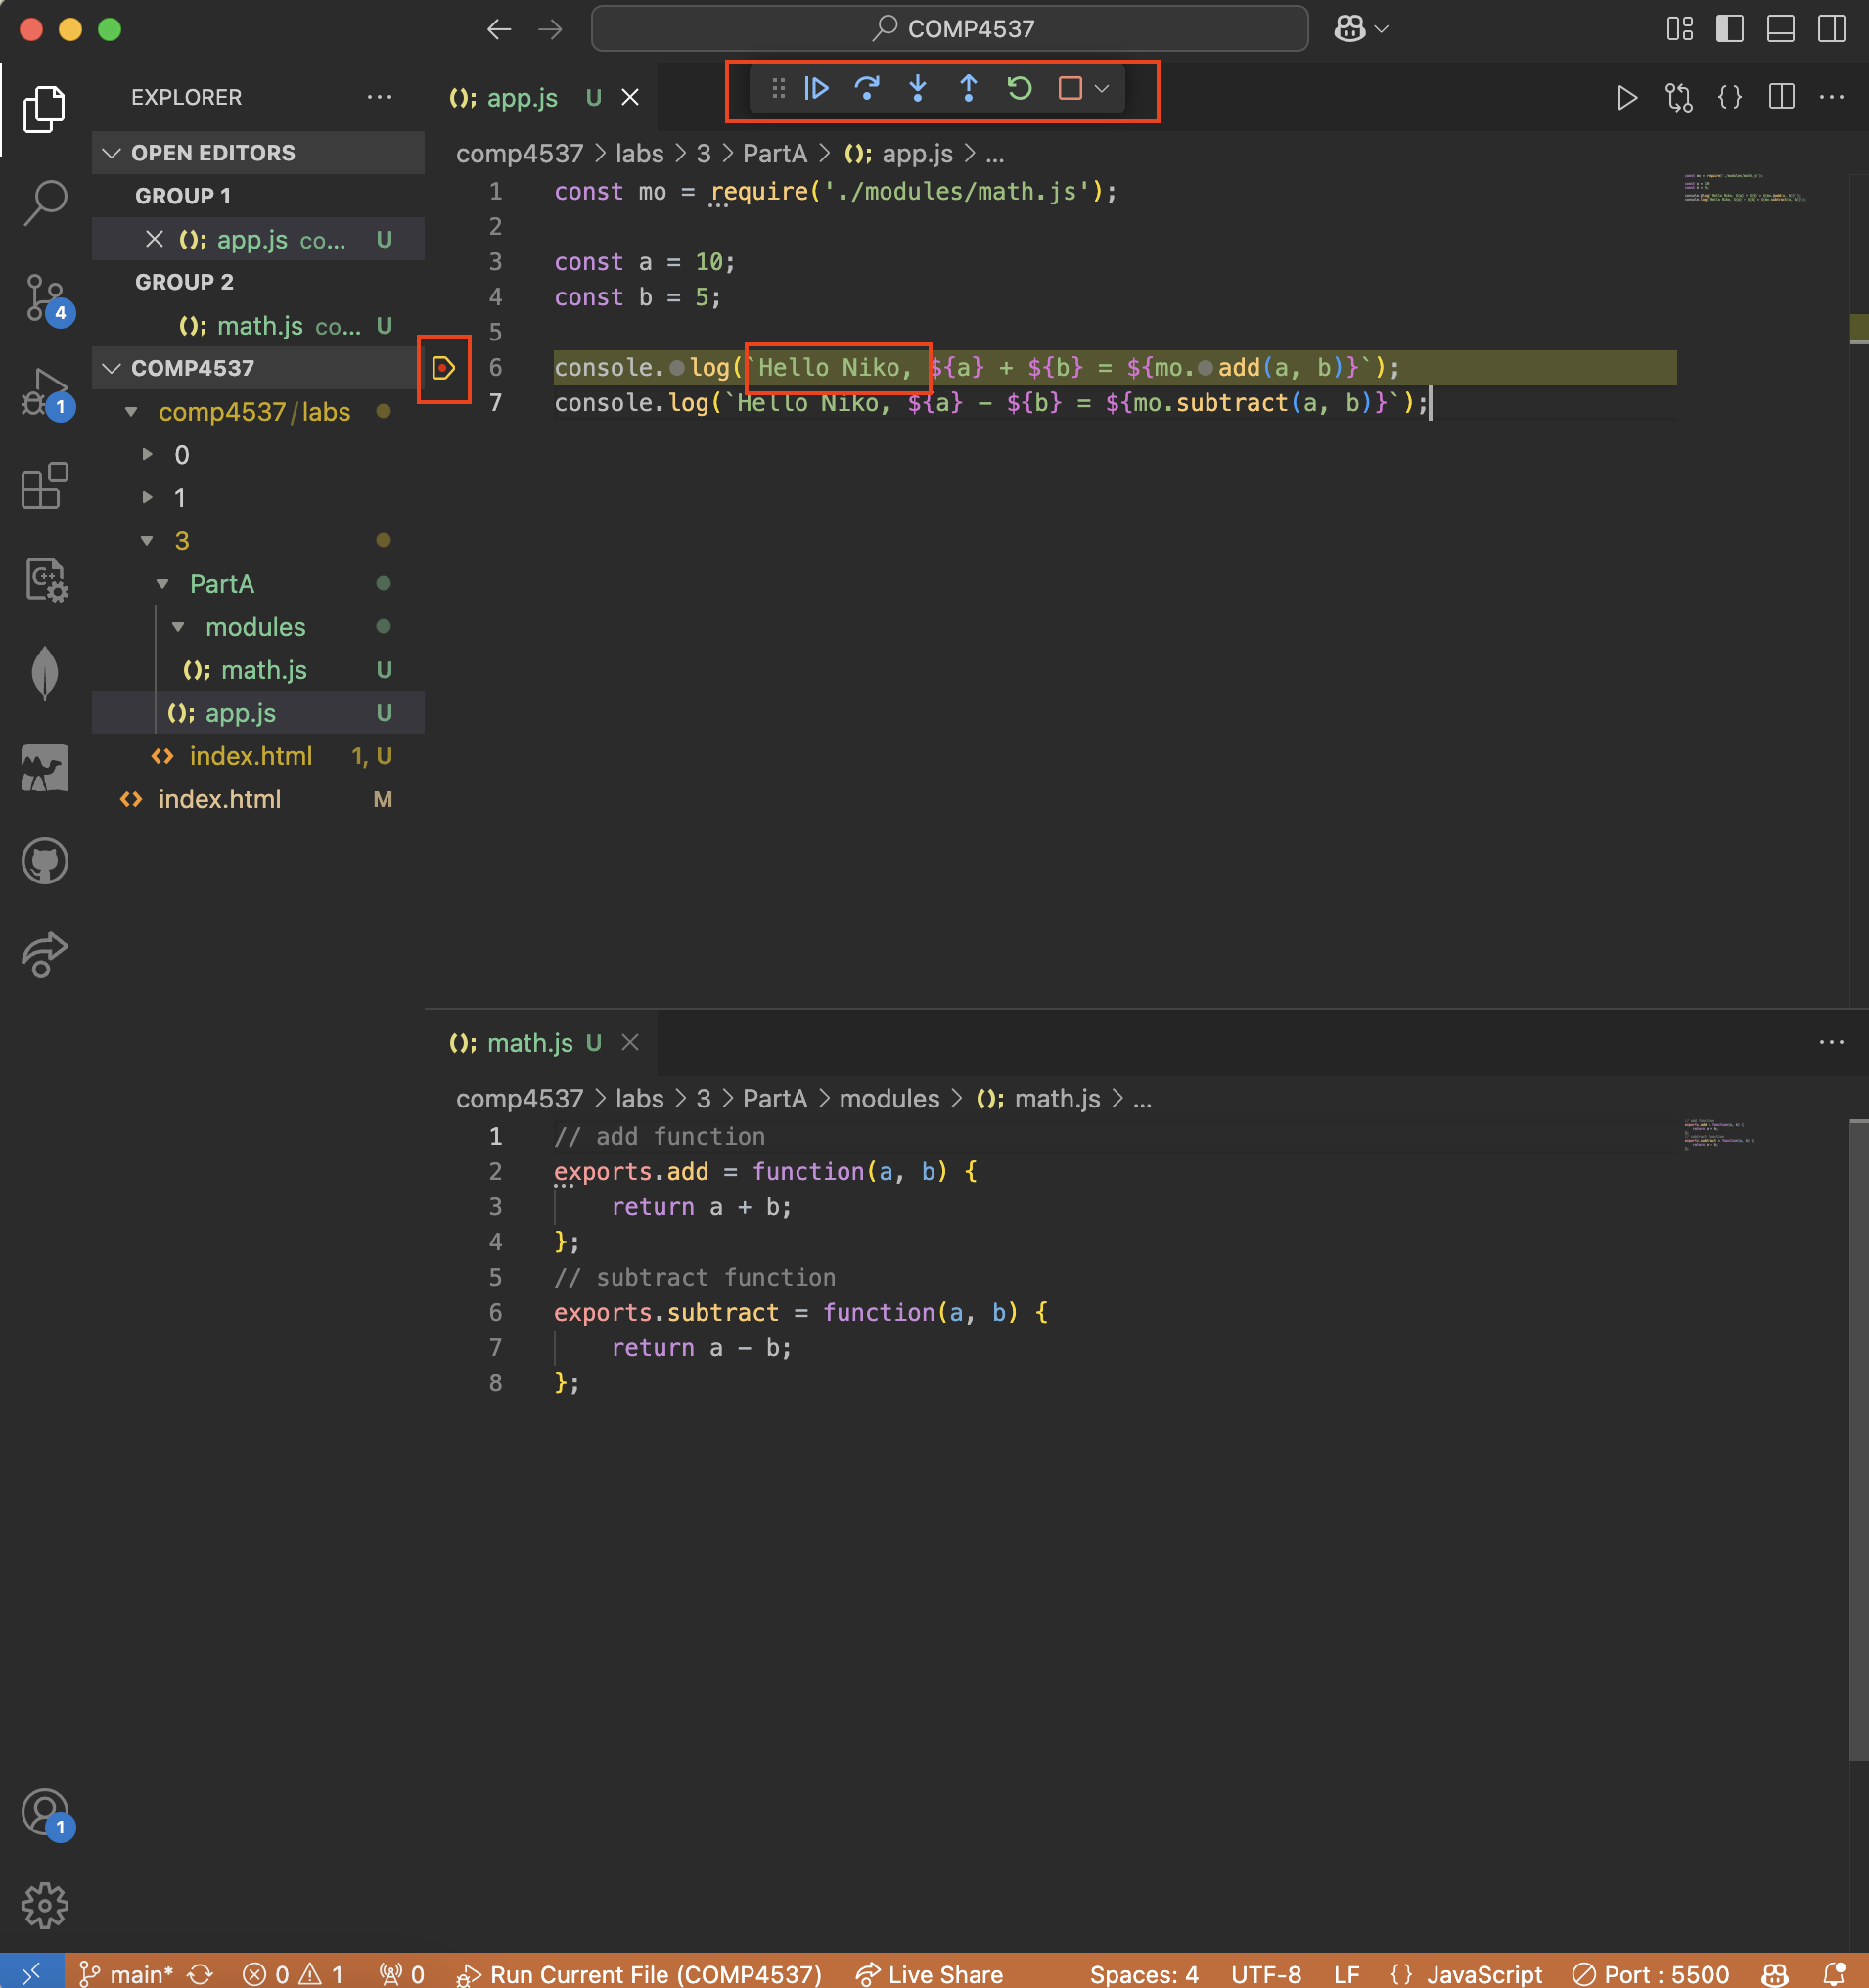 COMP4537
EXPLORER
OPEN EDITORS
GROUP 1
app.js co... U
GROUP 2
math.js co... U
COMP4537
comp4537/labs
0
1
3
PartA
modules
math.js U
app.js U
index.html 1, U
index.html M
4
1
1
app.js U
comp4537 > labs > 3 > PartA > app.js > ...
1 const mo = require('./modules/math.js');
2
3 const a = 10;
4 const b = 5;
5
6 console.log(`Hello Niko, ${a} + ${b} = ${mo.add(a, b)}`);
7 console.log(`Hello Niko, ${a} - ${b} = ${mo.subtract(a, b)}`);
math.js U
comp4537 > labs > 3 > PartA > modules > math.js > ...
1 // add function
2 exports.add = function(a, b) {
3 return a + b;
4 };
5 // subtract function
6 exports.subtract = function(a, b) {
7 return a - b;
8 };
main* 0 1 0 Run Current File (COMP4537) Live Share Spaces: 4 UTF-8 LF {} JavaScript Port : 5500